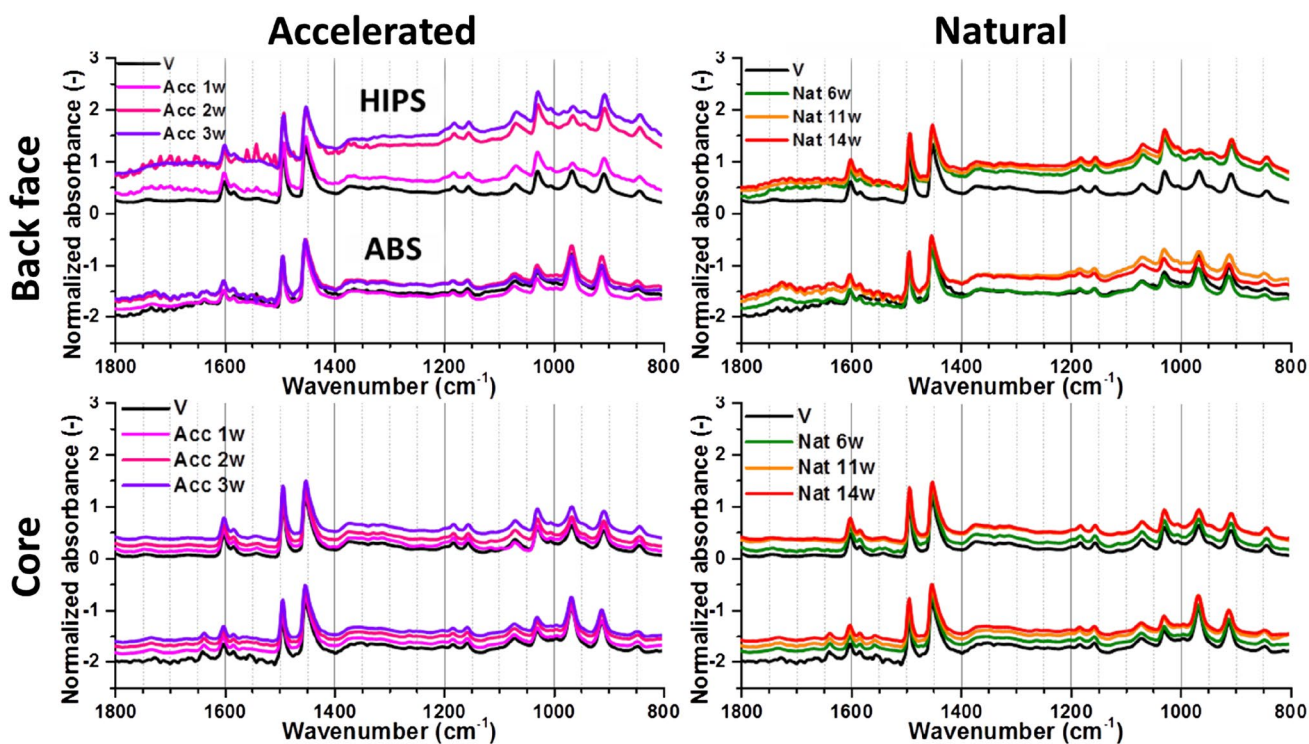 Accelerated
Natural
Back face
Normalized absorbance (-)
3
2
1
0
-1
-2
V
Acc 1w
Acc 2w
Acc 3w
HIPS
ABS
1800 1600 1400 1200 1000 800
Wavenumber (cm⁻¹)
Normalized absorbance (-)
3
2
1
0
-1
-2
V
Nat 6w
Nat 11w
Nat 14w
1800 1600 1400 1200 1000 800
Wavenumber (cm⁻¹)
Core
Normalized absorbance (-)
3
2
1
0
-1
-2
V
Acc 1w
Acc 2w
Acc 3w
1800 1600 1400 1200 1000 800
Wavenumber (cm⁻¹)
Normalized absorbance (-)
3
2
1
0
-1
-2
V
Nat 6w
Nat 11w
Nat 14w
1800 1600 1400 1200 1000 800
Wavenumber (cm⁻¹)